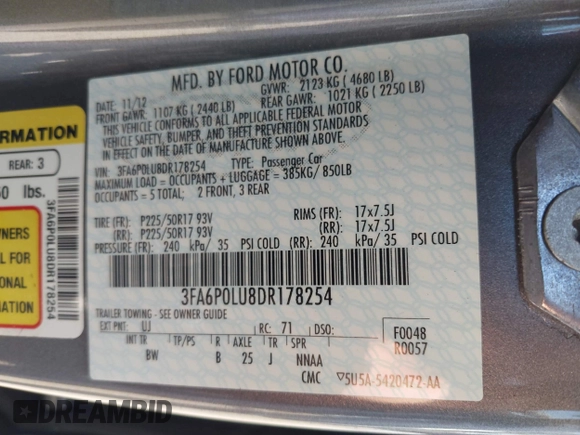 MFD. BY FORD MOTOR CO.
DATE: 11/12 GVWR: 2123 KG ( 4680 LB)
FRONT GAWR: 1107 KG ( 2440 LB) REAR GAWR: 1021 KG ( 2250 LB)
THIS VEHICLE CONFORMS TO ALL APPLICABLE FEDERAL MOTOR
VEHICLE SAFETY, BUMPER, AND THEFT PREVENTION STANDARDS
IN EFFECT ON THE DATE OF MANUFACTURE SHOWN ABOVE.
VIN: 3FA6P0LU8DR178254 TYPE: Passenger Car
MAXIMUM LOAD = OCCUPANTS + LUGGAGE = 385KG/ 850LB
OCCUPANTS = 5 TOTAL: 2 FRONT, 3 REAR
TIRE (FR): P225/50R17 93V RIMS (FR): 17x7.5J
(RR): P225/50R17 93V (RR): 17x7.5J
PRESSURE (FR): 240 kPa/ 35 PSI COLD (RR): 240 kPa/ 35 PSI COLD
3FA6P0LU8DR178254
TRAILER TOWING - SEE OWNER GUIDE
EXT PNT: UJ RC: 71 DSO: F0048
INT TR TP/PS R AXLE TR SPR R0057
BW B 25 J NNAA
CMC ▽5U5A-5420472-AA
ORMATION
REAR: 3
50 lbs.
WNERS
L FOR
IONAL
3FA6P0LU8DR178254
DREAMBID